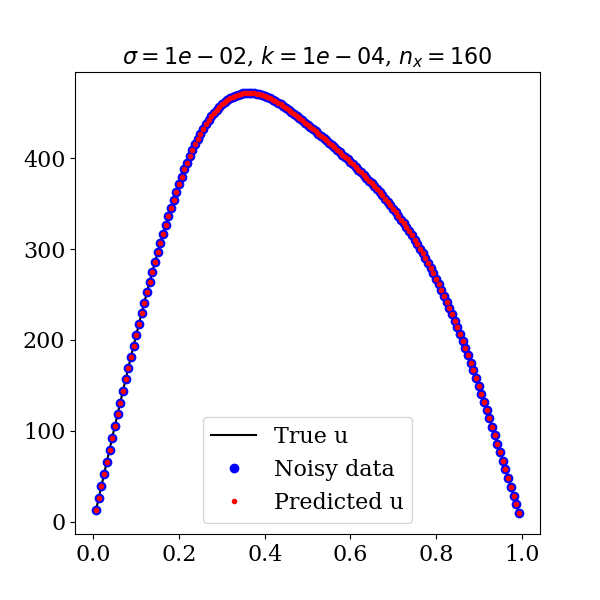 σ = 1e − 02, k = 1e − 04, nₓ = 160
400
300
200
100
0
True u
Noisy data
Predicted u
0.0 0.2 0.4 0.6 0.8 1.0